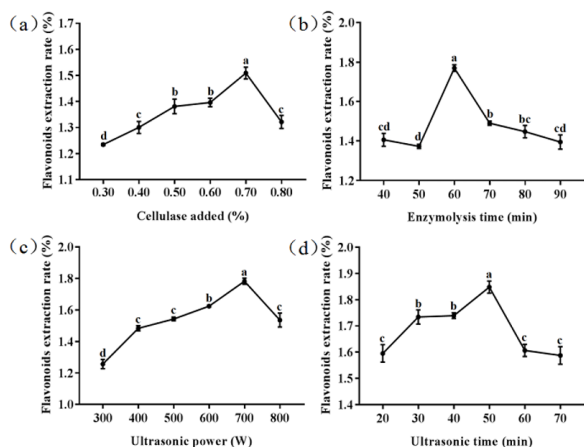 (a)
Flavonoids extraction rate (%)
1.7
1.6
1.5
1.4
1.3
1.2
1.1
d
c
b
b
a
c
0.30 0.40 0.50 0.60 0.70 0.80
Cellulase added (%)
(b)
Flavonoids extraction rate (%)
2.0
1.8
1.6
1.4
1.2
cd
d
a
b
bc
cd
40 50 60 70 80 90
Enzymolysis time (min)
(c)
Flavonoids extraction rate (%)
2.0
1.8
1.6
1.4
1.2
1.0
d
c
c
b
a
c
300 400 500 600 700 800
Ultrasonic power (W)
(d)
Flavonoids extraction rate (%)
2.0
1.9
1.8
1.7
1.6
1.5
1.4
c
b
b
a
c
c
20 30 40 50 60 70
Ultrasonic time (min)